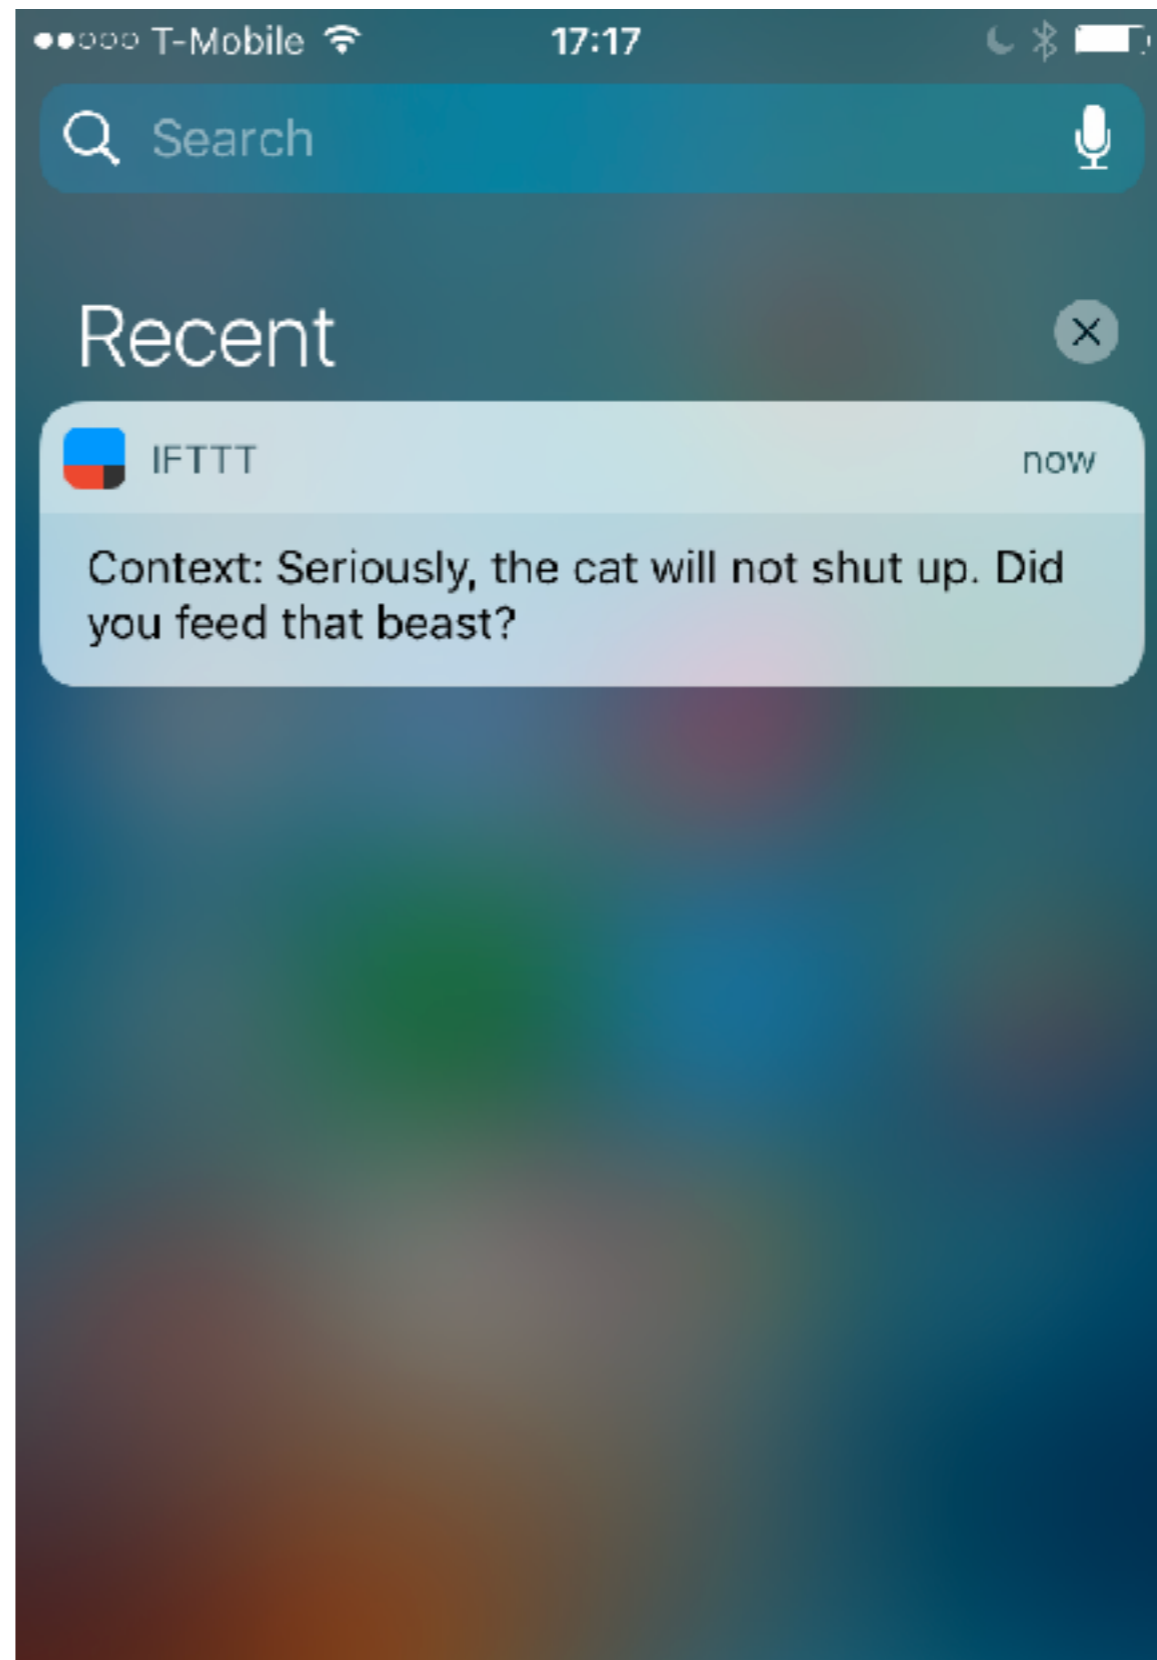 T-Mobile 17:17
Search
Recent
IFTTT now
Context: Seriously, the cat will not shut up. Did
you feed that beast?